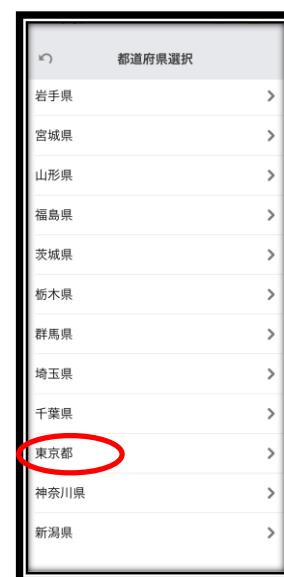 都道府県選択
岩手県
宮城県
山形県
福島県
茨城県
栃木県
群馬県
埼玉県
千葉県
東京都
神奈川県
新潟県